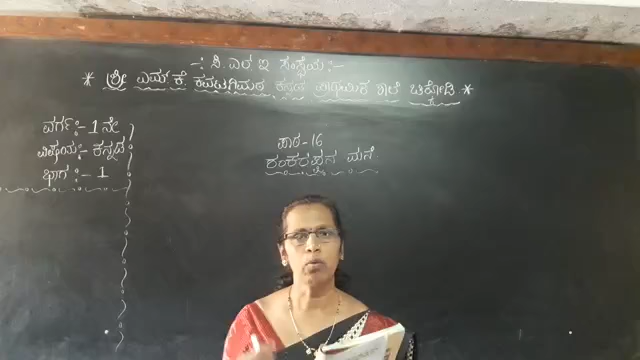 -: ಸಿ ಎಲ್ ಇ ಸಂಸ್ಥೆಯ:-
* ಶ್ರೀ ಎಮ್ ಕೆ ಕವಟಗಿಮಠ ಕನ್ನಡ ಪ್ರಾಥಮಿಕ ಶಾಲೆ ಚಿಕ್ಕೋಡಿ *
ವರ್ಗ:- 1 ನೇ
ವಿಷಯ:- ಕನ್ನಡ
ಭಾಗ :- 1
ಪಾಠ -16
ಶಂಕರಪ್ಪನ ಮನೆ